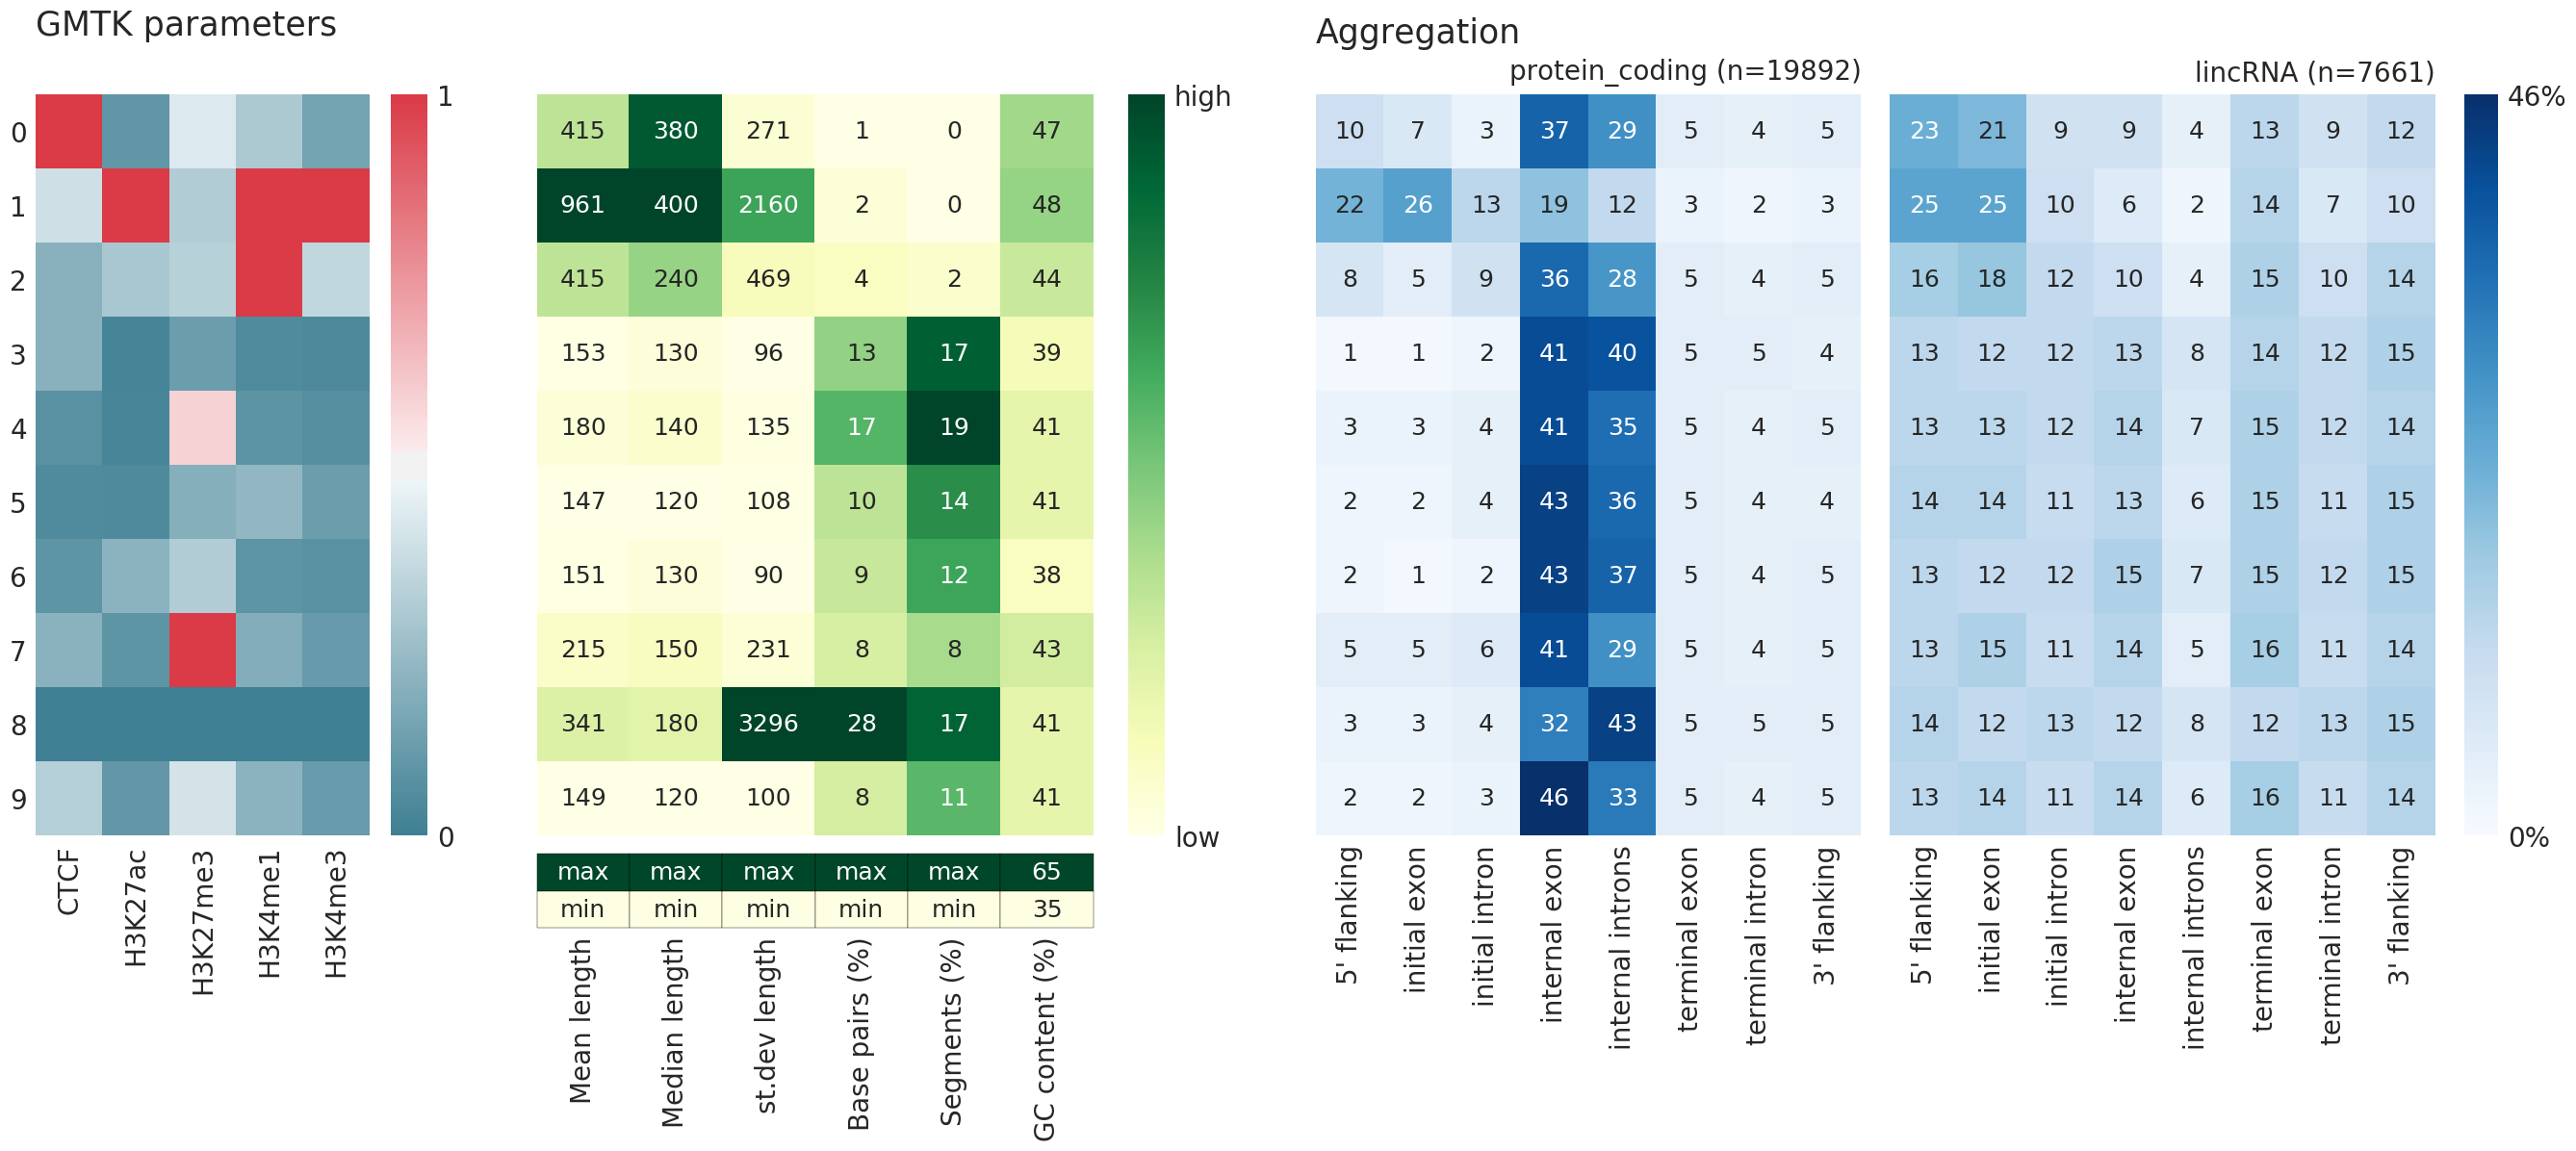 GMTK parameters
Aggregation
protein_coding (n=19892)
lincRNA (n=7661)
1
high
46%
0 415 380 271 1 0 47 10 7 3 37 29 5 4 5 23 21 9 9 4 13 9 12
1 961 400 2160 2 0 48 22 26 13 19 12 3 2 3 25 25 10 6 2 14 7 10
2 415 240 469 4 2 44 8 5 9 36 28 5 4 5 16 18 12 10 4 15 10 14
3 153 130 96 13 17 39 1 1 2 41 40 5 5 4 13 12 12 13 8 14 12 15
4 180 140 135 17 19 41 3 3 4 41 35 5 4 5 13 13 12 14 7 15 12 14
5 147 120 108 10 14 41 2 2 4 43 36 5 4 4 14 14 11 13 6 15 11 15
6 151 130 90 9 12 38 2 1 2 43 37 5 4 5 13 12 12 15 7 15 12 15
7 215 150 231 8 8 43 5 5 6 41 29 5 4 5 13 15 11 14 5 16 11 14
8 341 180 3296 28 17 41 3 3 4 32 43 5 5 5 14 12 13 12 8 12 13 15
9 149 120 100 8 11 41 2 2 3 46 33 5 4 5 13 14 11 14 6 16 11 14
0
low
0%
max max max max max 65
min min min min min 35
CTCF
H3K27ac
H3K27me3
H3K4me1
H3K4me3
Mean length
Median length
st.dev length
Base pairs (%)
Segments (%)
GC content (%)
5' flanking
initial exon
initial intron
internal exon
internal introns
terminal exon
terminal intron
3' flanking
5' flanking
initial exon
initial intron
internal exon
internal introns
terminal exon
terminal intron
3' flanking